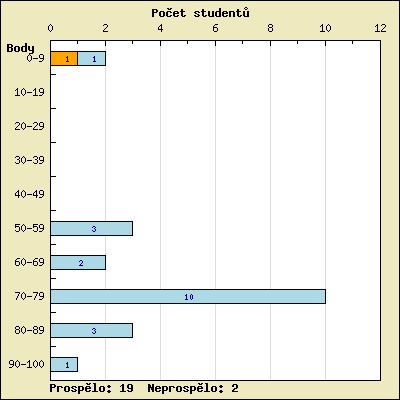 Počet studentů
0 2 4 6 8 10 12
Body
0-9 1 1
10-19
20-29
30-39
40-49
50-59 3
60-69 2
70-79 10
80-89 3
90-100 1
Prospělo: 19 Neprospělo: 2